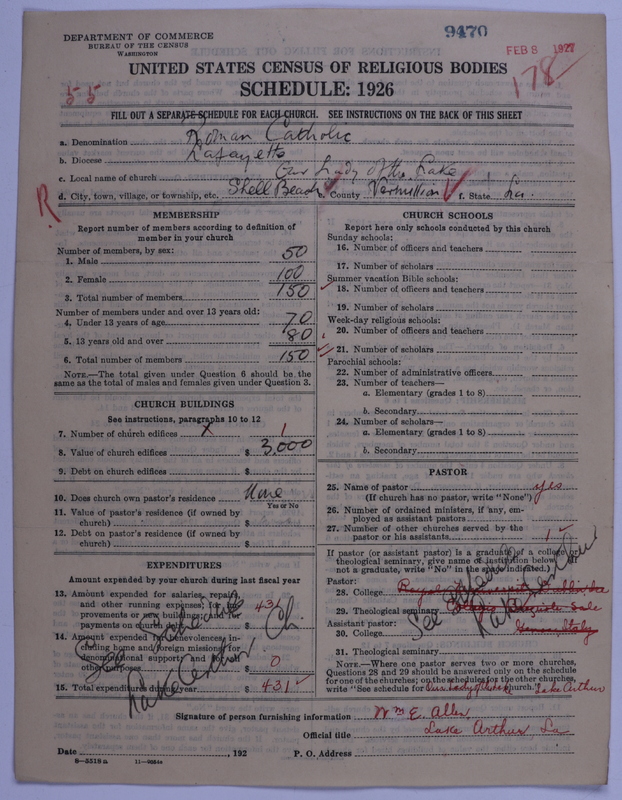 DEPARTMENT OF COMMERCE
BUREAU OF THE CENSUS
WASHINGTON
9470
FEB 8 1927
178
UNITED STATES CENSUS OF RELIGIOUS BODIES
SCHEDULE: 1926
55
FILL OUT A SEPARATE SCHEDULE FOR EACH CHURCH. SEE INSTRUCTIONS ON THE BACK OF THIS SHEET
a. Denomination Roman Catholic
b. Diocese Lafayette
c. Local name of church Our Lady of the Lake
d. City, town, village, or township, etc. Shell Beach e. County Vermillion f. State La.
R
MEMBERSHIP
Report number of members according to definition of
member in your church
Number of members, by sex:
1. Male 50
2. Female 100
3. Total number of members 150
Number of members under and over 13 years old:
4. Under 13 years of age 70
5. 13 years old and over 80
6. Total number of members 150
NOTE.—The total given under Question 6 should be the
same as the total of males and females given under Question 3.
CHURCH BUILDINGS
See instructions, paragraphs 10 to 12
7. Number of church edifices X 1
8. Value of church edifices $ 3,000
9. Debt on church edifices $
10. Does church own pastor's residence None
Yes or No
11. Value of pastor's residence (if owned by
church) $
12. Debt on pastor's residence (if owned by
church) $
EXPENDITURES
Amount expended by your church during last fiscal year
13. Amount expended for salaries, repairs,
and other running expenses; for im-
provements or new buildings; and for
payments on church debt $ 431
14. Amount expended for benevolences, in-
cluding home and foreign missions, for
denominational support, and for all
other $ 0
15. Total expenditures during year $ 431
See Schedule
Lake Arthur Ch.
CHURCH SCHOOLS
Report here only schools conducted by this church
Sunday schools:
16. Number of officers and teachers
17. Number of scholars
Summer vacation Bible schools:
18. Number of officers and teachers
19. Number of scholars
Week-day religious schools:
20. Number of officers and teachers
21. Number of scholars
Parochial schools:
22. Number of administrative officers
23. Number of teachers—
a. Elementary (grades 1 to 8)
b. Secondary
24. Number of scholars—
a. Elementary (grades 1 to 8)
b. Secondary
PASTOR
25. Name of pastor yes
(If church has no pastor, write "None")
26. Number of ordained ministers, if any, em-
ployed as assistant pastors
27. Number of other churches served by the
pastor or his assistants 1
If pastor (or assistant pastor) is a graduate of a college or
theological seminary, give name of institution below (if
not a graduate, write "No" in the space indicated.)
Pastor:
28. College
29. Theological seminary
Assistant pastor:
30. College
31. Theological seminary
See Schedule
Lake Arthur
NOTE.—Where one pastor serves two or more churches,
Questions 28 and 29 should be answered only on the schedule
for one of the churches; on the schedules for the other churches,
write "See schedule for Our Lady of the Lake church." Lake Arthur
Signature of person furnishing information Wm E. Allen
Official title Lake Arthur La
Date , 192 P. O. Address
8—5518a 11—9034a